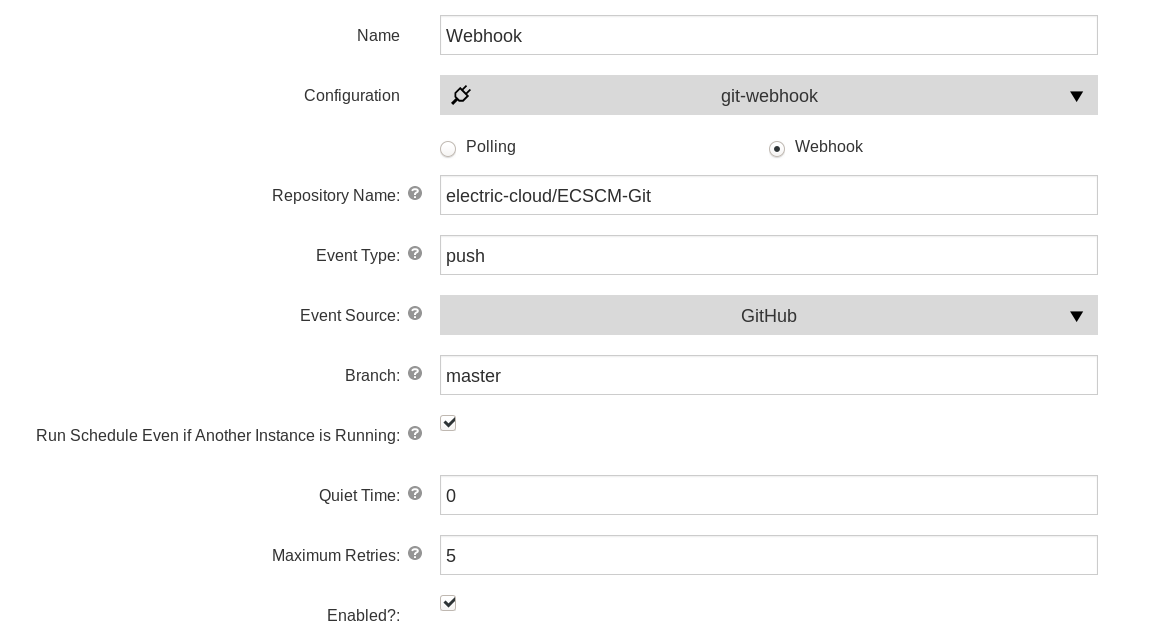 Name Webhook
Configuration git-webhook
Polling Webhook
Repository Name: electric-cloud/ECSCM-Git
Event Type: push
Event Source: GitHub
Branch: master
Run Schedule Even if Another Instance is Running:
Quiet Time: 0
Maximum Retries: 5
Enabled?: